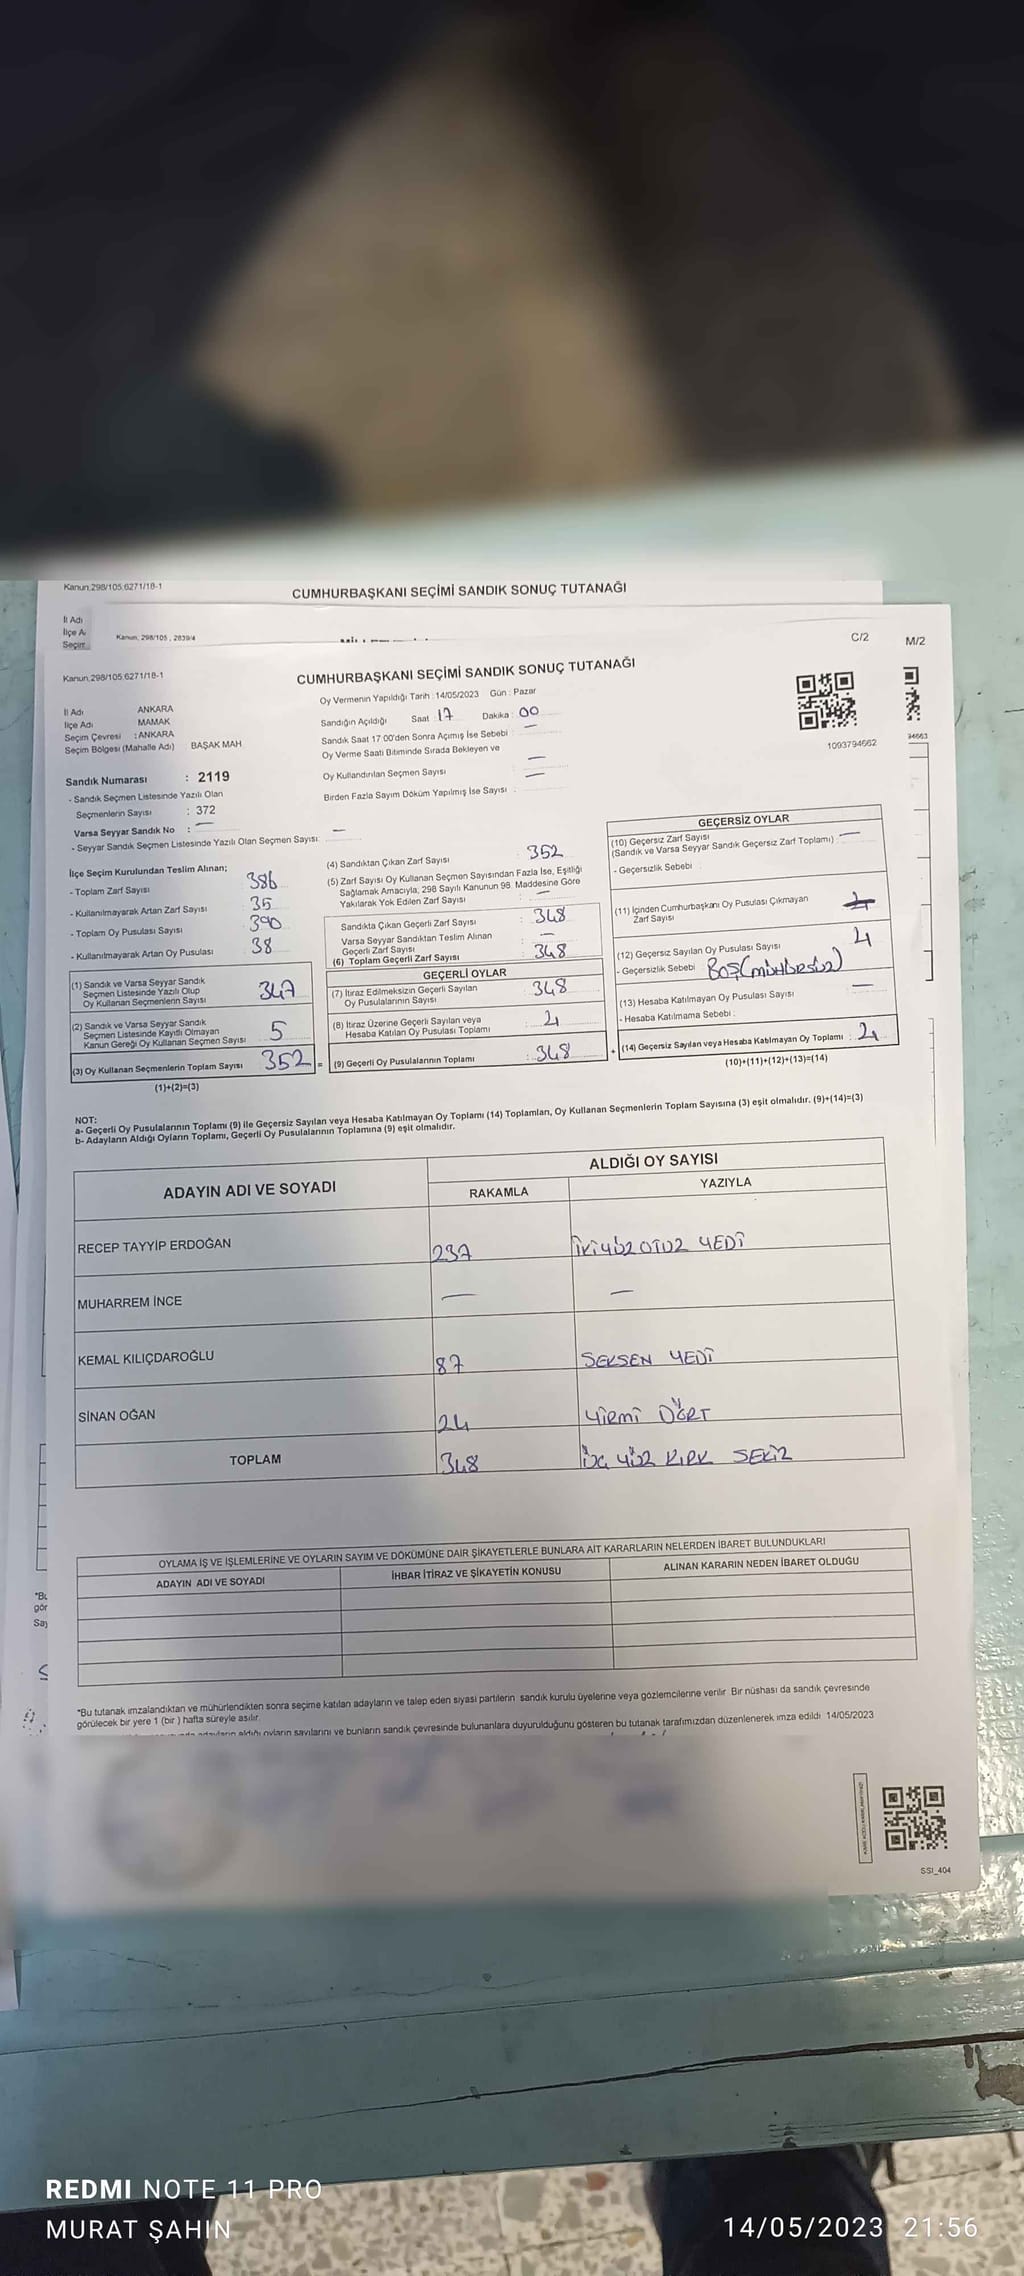 Kanun.298/105.6271/18-1
CUMHURBAŞKANI SEÇİMİ SANDIK SONUÇ TUTANAĞI
İl Adı
İlçe A
Seçim
Kanun, 298/105 , 2839/4
C/2
M/2
Kanun.298/105.6271/18-1
CUMHURBAŞKANI SEÇİMİ SANDIK SONUÇ TUTANAĞI
Oy Vermenin Yapıldığı Tarih : 14/05/2023 Gün : Pazar
İl Adı ANKARA
İlçe Adı MAMAK
Seçim Çevresi : ANKARA
Seçim Bölgesi (Mahalle Adı) BAŞAK MAH
Sandığın Açıldığı Saat 17 Dakika : 00
Sandık Saat 17 00'den Sonra Açımış İse Sebebi : —
Oy Verme Saati Bitiminde Sırada Bekleyen ve
Oy Kullandırılan Seçmen Sayısı —
Birden Fazla Sayım Döküm Yapılmış İse Sayısı : —
1093794662
94663
Sandık Numarası : 2119
- Sandık Seçmen Listesinde Yazılı Olan
Seçmenlerin Sayısı : 372
Varsa Seyyar Sandık No : —
- Seyyar Sandık Seçmen Listesinde Yazılı Olan Seçmen Sayısı: —
İlçe Seçim Kurulundan Teslim Alınan;
- Toplam Zarf Sayısı 386
- Kullanılmayarak Artan Zarf Sayısı 35
- Toplam Oy Pusulası Sayısı 390
- Kullanılmayarak Artan Oy Pusulası 38
(1) Sandık ve Varsa Seyyar Sandık
Seçmen Listesinde Yazılı Olup
Oy Kullanan Seçmenlerin Sayısı 347
(2) Sandık ve Varsa Seyyar Sandık
Seçmen Listesinde Kayıtlı Olmayan
Kanun Gereği Oy Kullanan Seçmen Sayısı 5
(3) Oy Kullanan Seçmenlerin Toplam Sayısı 352 =
(1)+(2)=(3)
(4) Sandıktan Çıkan Zarf Sayısı : 352
(5) Zarf Sayısı Oy Kullanan Seçmen Sayısından Fazla İse, Eşitliği
Sağlamak Amacıyla, 298 Sayılı Kanunun 98. Maddesine Göre
Yakılarak Yok Edilen Zarf Sayısı : —
Sandıkta Çıkan Geçerli Zarf Sayısı : 348
Varsa Seyyar Sandıktan Teslim Alınan
Geçerli Zarf Sayısı : —
(6) Toplam Geçerli Zarf Sayısı : 348
GEÇERLİ OYLAR
(7) İtiraz Edilmeksizin Geçerli Sayılan
Oy Pusulalarının Sayısı : 348
(8) İtiraz Üzerine Geçerli Sayılan veya
Hesaba Katılan Oy Pusulası Toplamı 4
(9) Geçerli Oy Pusulalarının Toplamı : 348 +
GEÇERSİZ OYLAR
(10) Geçersiz Zarf Sayısı
(Sandık ve Varsa Seyyar Sandık Geçersiz Zarf Toplamı) : —
- Geçersizlik Sebebi :
(11) İçinden Cumhurbaşkanı Oy Pusulası Çıkmayan
Zarf Sayısı
(12) Geçersiz Sayılan Oy Pusulası Sayısı 4
- Geçersizlik Sebebi : BOŞ (MÜHÜRSÜZ)
(13) Hesaba Katılmayan Oy Pusulası Sayısı —
- Hesaba Katılmama Sebebi :
(14) Geçersiz Sayılan veya Hesaba Katılmayan Oy Toplamı : 4
(10)+(11)+(12)+(13)=(14)
NOT:
a- Geçerli Oy Pusulalarının Toplamı (9) ile Geçersiz Sayılan veya Hesaba Katılmayan Oy Toplamı (14) Toplamları, Oy Kullanan Seçmenlerin Toplam Sayısına (3) eşit olmalıdır. (9)+(14)=(3)
b- Adayların Aldığı Oyların Toplamı, Geçerli Oy Pusulalarının Toplamına (9) eşit olmalıdır.
ADAYIN ADI VE SOYADI
ALDIĞI OY SAYISI
RAKAMLA YAZIYLA
RECEP TAYYİP ERDOĞAN 237 İKİYÜZ OTUZ YEDİ
MUHARREM İNCE — —
KEMAL KILIÇDAROĞLU 87 SEKSEN YEDİ
SİNAN OĞAN 24 YİRMİ DÖRT
TOPLAM 348 ÜÇ YÜZ KIRK SEKİZ
OYLAMA İŞ VE İŞLEMLERİNE VE OYLARIN SAYIM VE DÖKÜMÜNE DAİR ŞİKAYETLERLE BUNLARA AİT KARARLARIN NELERDEN İBARET BULUNDUKLARI
ADAYIN ADI VE SOYADI İHBAR İTİRAZ VE ŞİKAYETİN KONUSU ALINAN KARARIN NEDEN İBARET OLDUĞU
*Bu
gör
Say
*Bu tutanak imzalandıktan ve mühürlendikten sonra seçime katılan adayların ve talep eden siyasi partilerin sandık kurulu üyelerine veya gözlemcilerine verilir. Bir nüshası da sandık çevresinde
görülecek bir yere 1 (bir ) hafta süreyle asılır.
adayların aldığı oyların sayılarını ve bunların sandık çevresinde bulunanlara duyurulduğunu gösteren bu tutanak tarafımızdan düzenlenerek imza edildi 14/05/2023
SSI_404
REDMI NOTE 11 PRO
MURAT ŞAHIN
14/05/2023 21:56